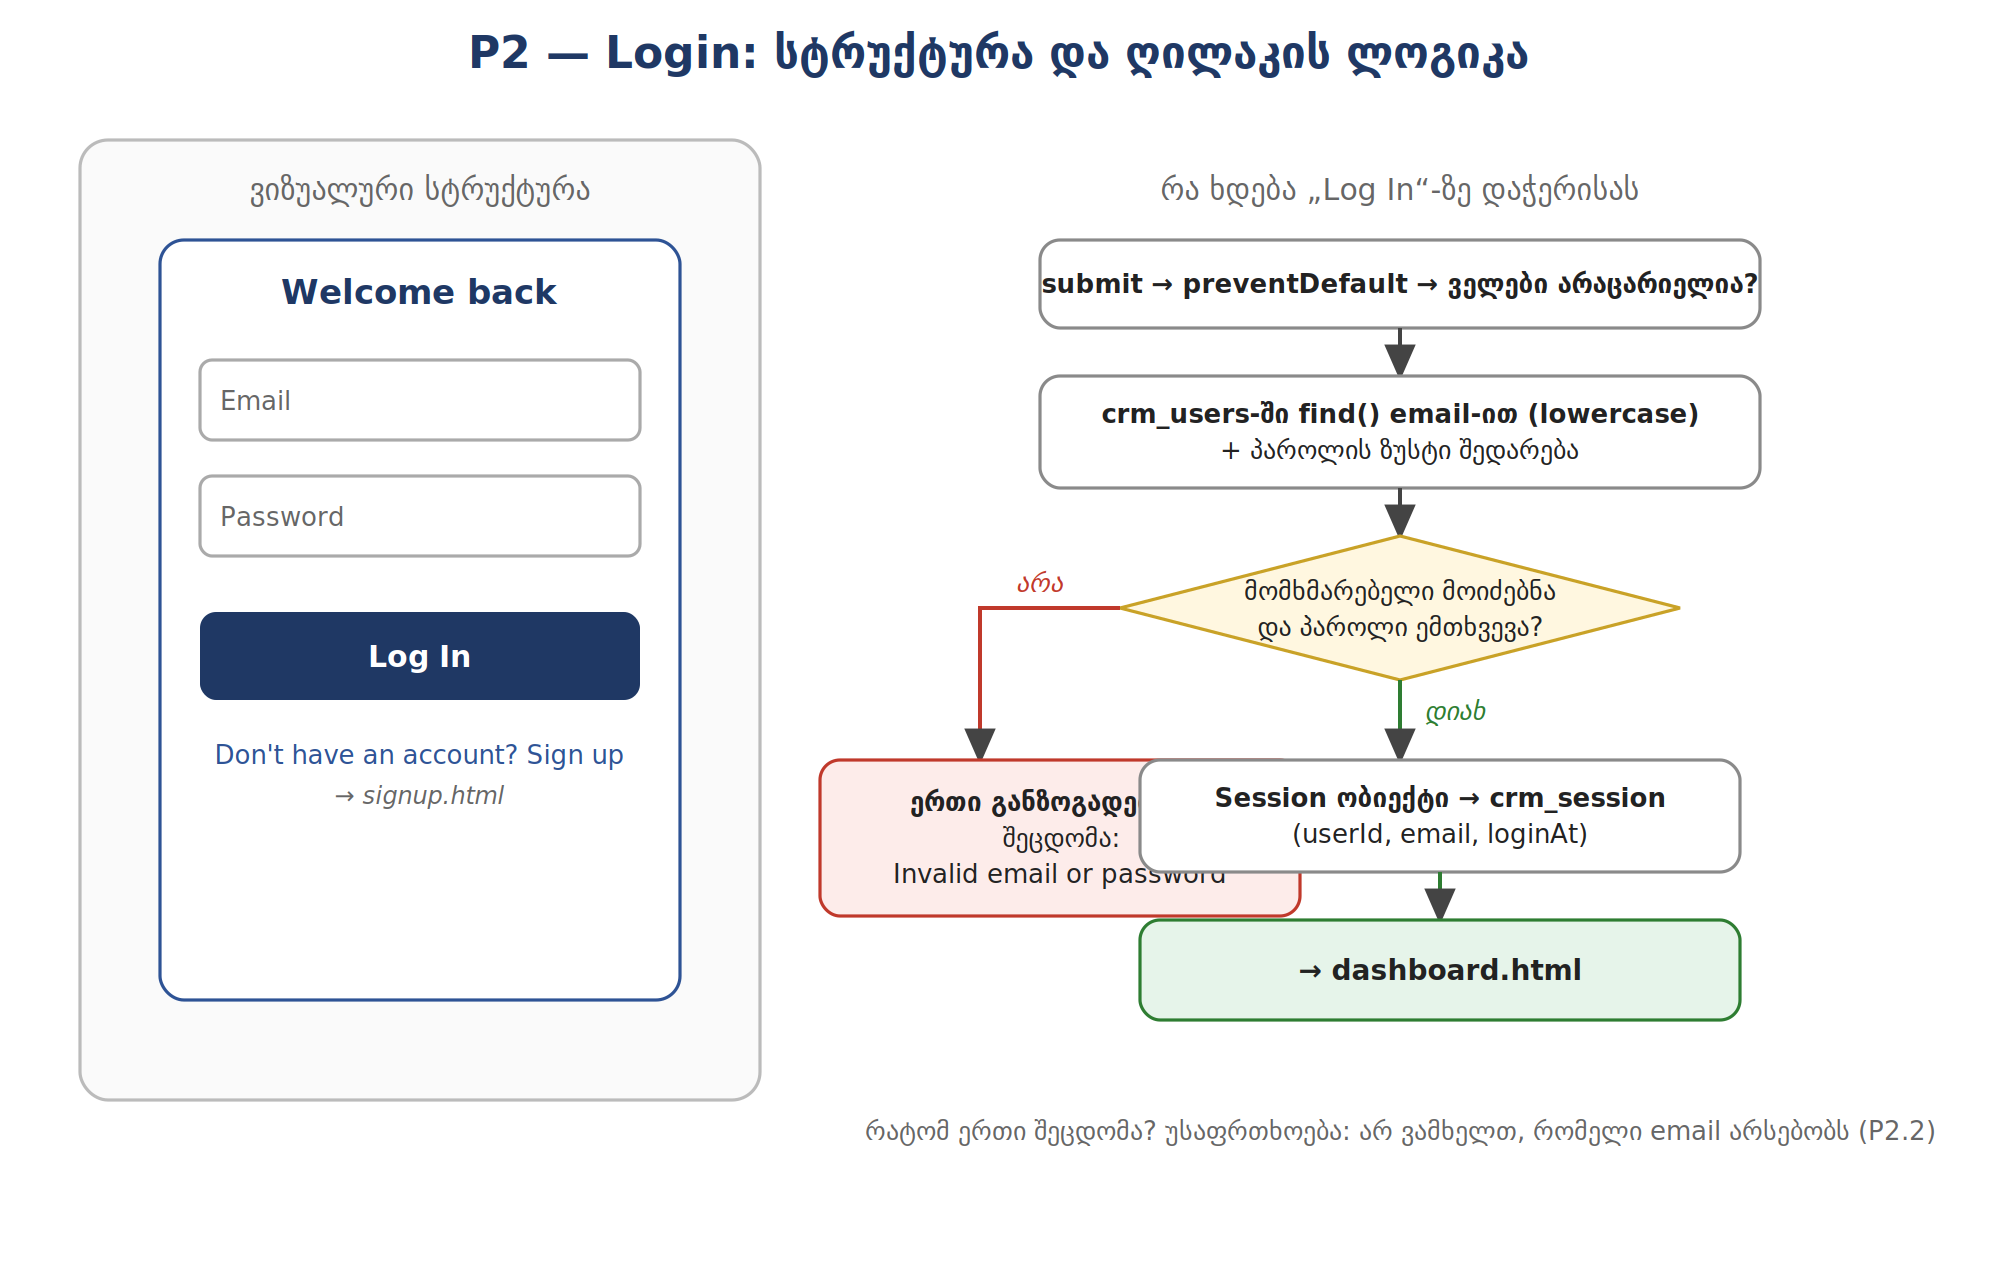 P2 — Login: სტრუქტურა და ღილაკის ლოგიკა
ვიზუალური სტრუქტურა
Welcome back
Email
Password
Log In
Don't have an account? Sign up
→ signup.html
რა ხდება „Log In“-ზე დაჭერისას
submit → preventDefault → ველები არაცარიელია?
crm_users-ში find() email-ით (lowercase)
+ პაროლის ზუსტი შედარება
მომხმარებელი მოიძებნა
და პაროლი ემთხვევა?
არა
დიახ
ერთი
შეცდომა:
Invalid email or password
Session ობიექტი → crm_session
(userId, email, loginAt)
→ dashboard.html
რატომ ერთი შეცდომა? უსაფრთხოება: არ ვამხელთ, რომელი email არსებობს (P2.2)